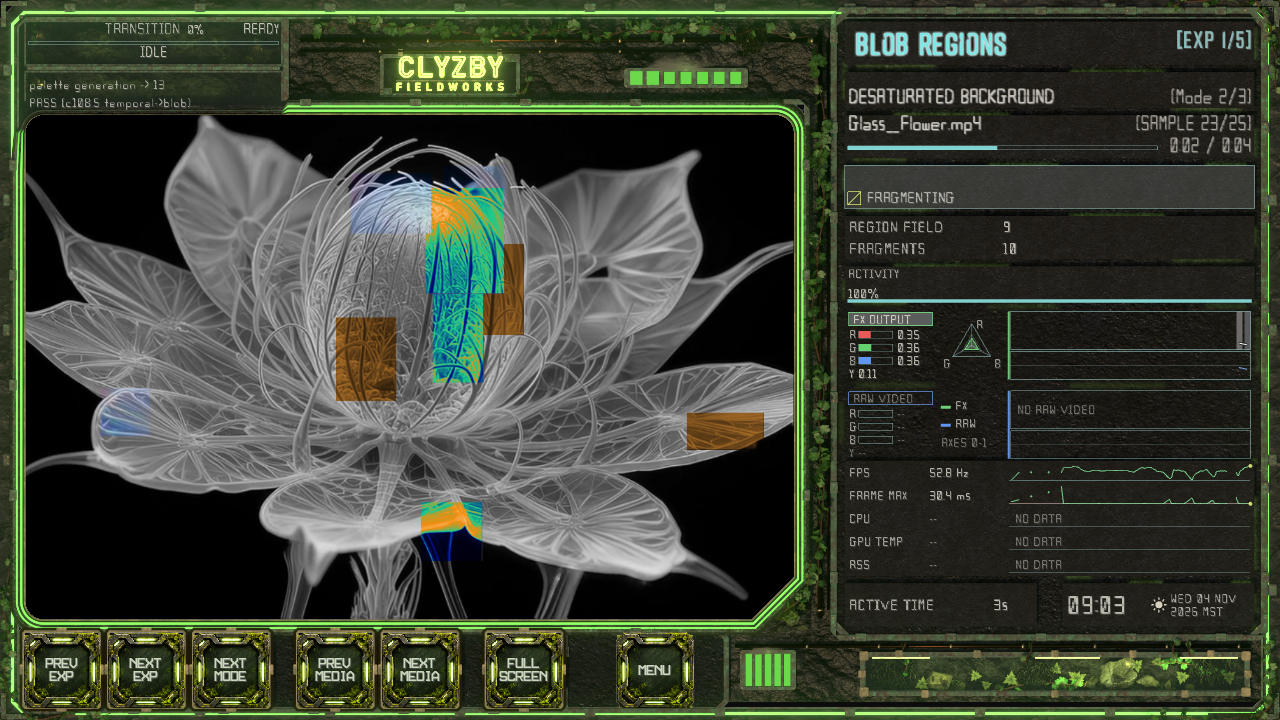 TRANSITION 0% READY
IDLE
palette generation -> 13
PASS (c108.5 temporal->blob)
CLYZBY
FIELDWORKS
BLOB REGIONS [EXP 1/5]
DESATURATED BACKGROUND (Mode 2/3)
Glass_Flower.mp4 (SAMPLE 23/25)
0:02 / 0:04
FRAGMENTING
REGION FIELD 9
FRAGMENTS 10
ACTIVITY
100%
FX OUTPUT
R 0.35
G 0.36
B 0.36
Y 0.11
R
G B
RAW VIDEO
R --
G --
B --
Y --
FX
RAW
AXES 0-1
NO RAW VIDEO
FPS 52.8 Hz
FRAME MAX 30.4 ms
CPU -- NO DATA
GPU TEMP -- NO DATA
RSS -- NO DATA
ACTIVE TIME 3s
09:03
WED 04 NOV
2026 MST
PREV
EXP
NEXT
EXP
NEXT
MODE
PREV
MEDIA
NEXT
MEDIA
FULL
SCREEN
MENU